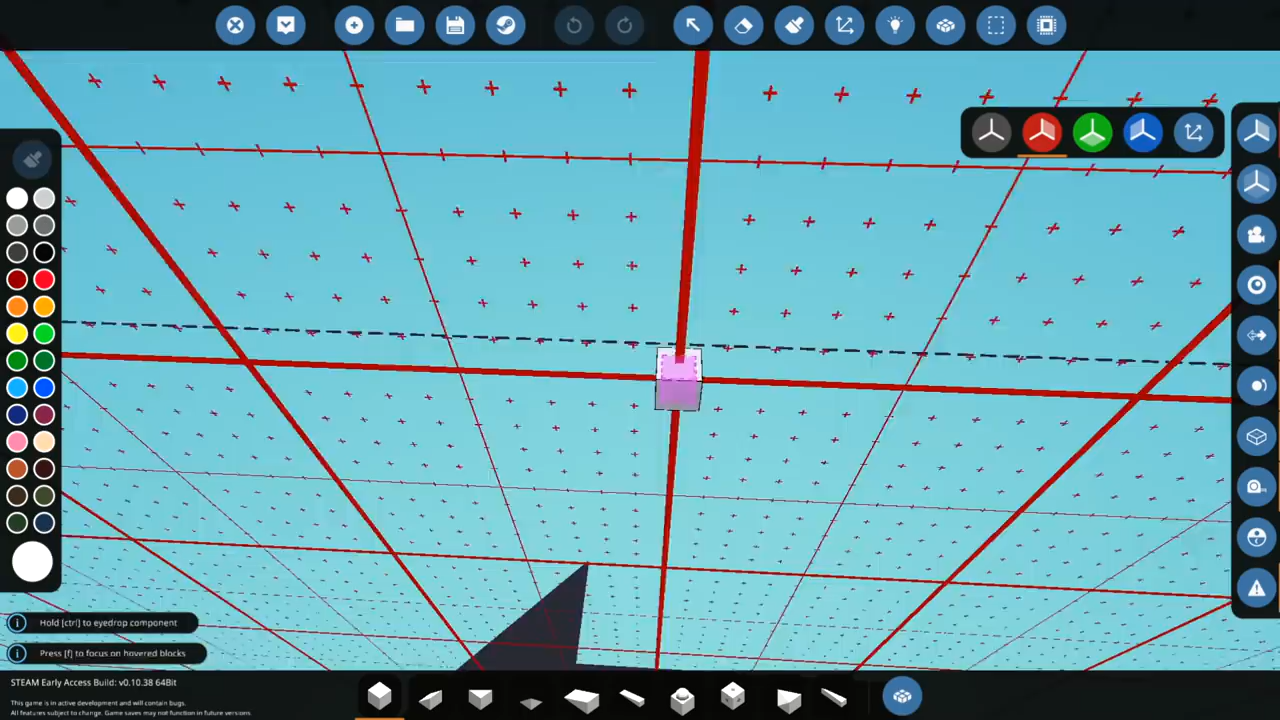 Hold [ctrl] to eyedrop component
Press [f] to focus on hovered blocks
STEAM Early Access Build: v0.10.38 64Bit
This game is in active development and will contain bugs.
All features subject to change. Game saves may not function in future versions